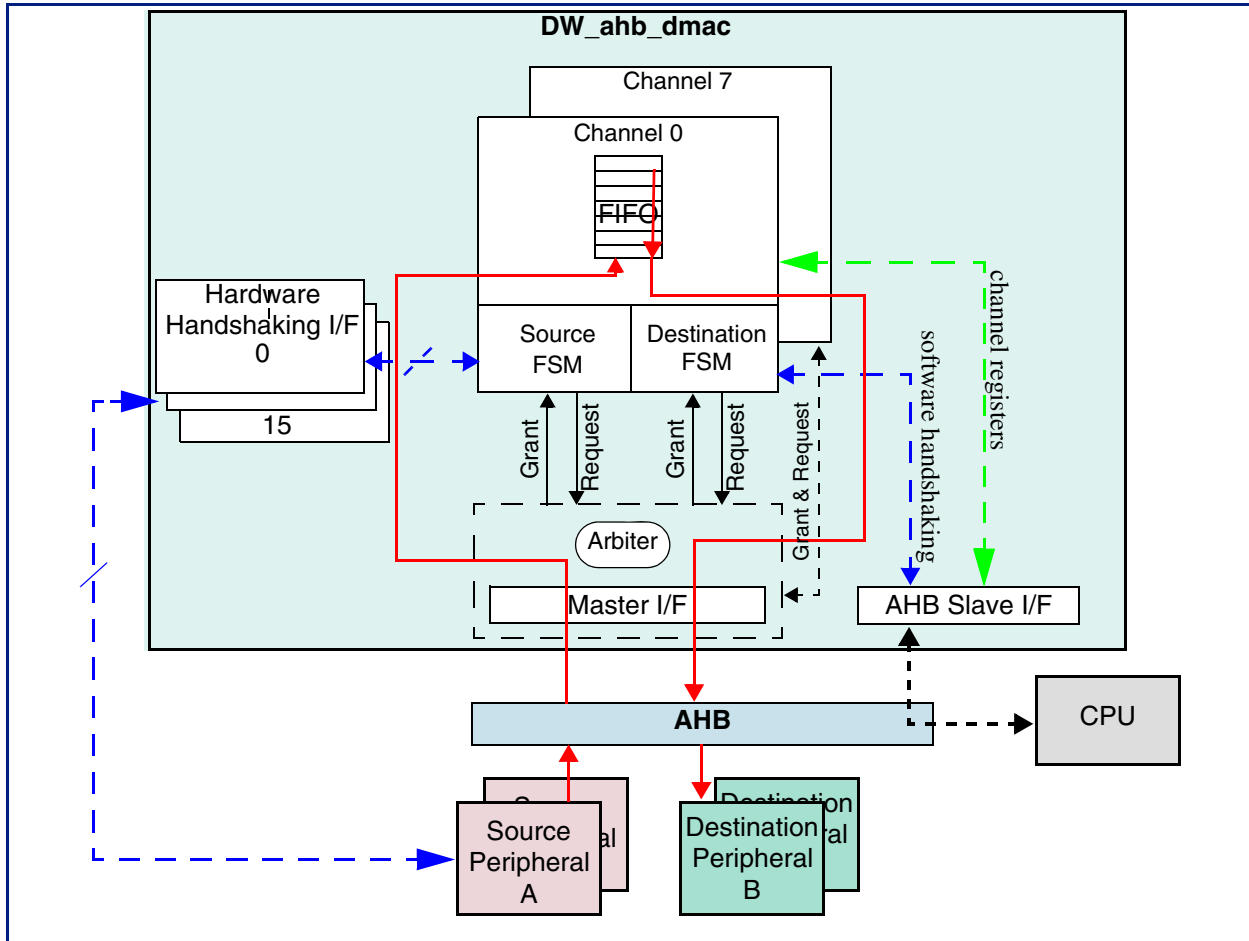 DW_ahb_dmac
Channel 7
Channel 0
FIFO
Hardware
Handshaking I/F
0
15
Source
FSM
Destination
FSM
Grant
Request
Grant
Request
Grant & Request
software handshaking
channel registers
Arbiter
Master I/F
AHB Slave I/F
AHB
CPU
Source
Peripheral
A
Destination
Destination
Peripheral
B